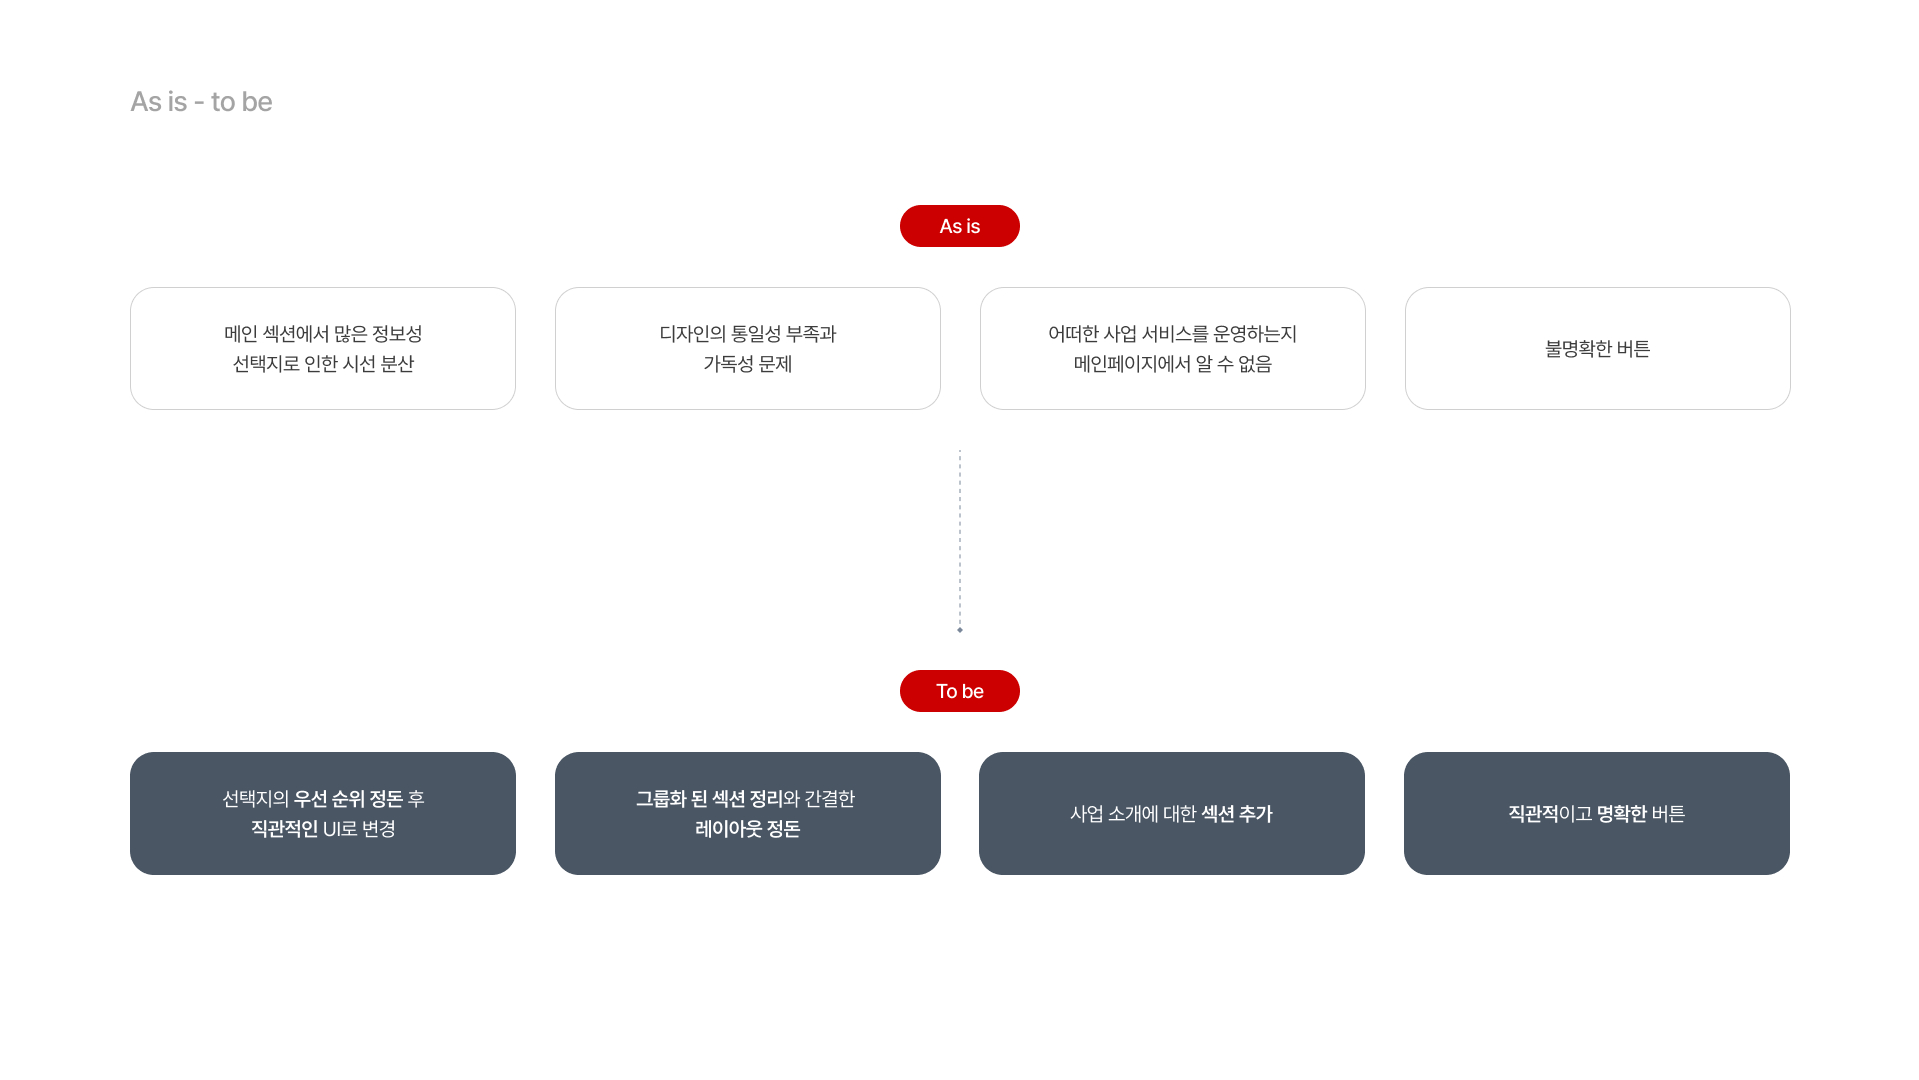 As is - to be
As is
메인 섹션에서 많은 정보성
선택지로 인한 시선 분산
디자인의 통일성 부족과
가독성 문제
어떠한 사업 서비스를 운영하는지
메인페이지에서 알 수 없음
불명확한 버튼
To be
선택지의 우선 순위 정돈 후
직관적인 UI로 변경
그룹화 된 섹션 정리와 간결한
레이아웃 정돈
사업 소개에 대한 섹션 추가
직관적이고 명확한 버튼